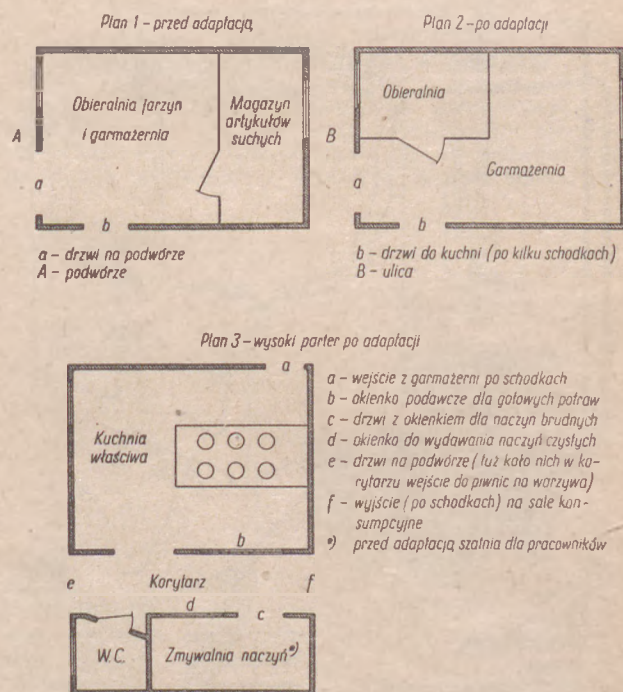 Plan 1 – przed adaptacją
Obieralnia jarzyn
i garmażernia
Magazyn
artykułów
suchych
A
a
b
B
a – drzwi na podwórze
A – podwórze
Plan 2 – po adaptacji
Obieralnia
Garmażernia
a
b
b – drzwi do kuchni (po kilku schodkach)
B – ulica
Plan 3 – wysoki parter po adaptacji
a
Kuchnia
właściwa
b
e
Korytarz
f
d
c
W.C.
Zmywalnia naczyń*)
a – wejście z garmażerni po schodkach
b – okienko podawcze dla gotowych potraw
c – drzwi z okienkiem dla naczyń brudnych
d – okienko do wydawania naczyń czystych
e – drzwi na podwórze (tuż koło nich w ko-
rytarzu wejście do piwnic na warzywa)
f – wyjście (po schodkach) na sale kon-
sumpcyjne
*) przed adaptacją szatnia dla pracowników